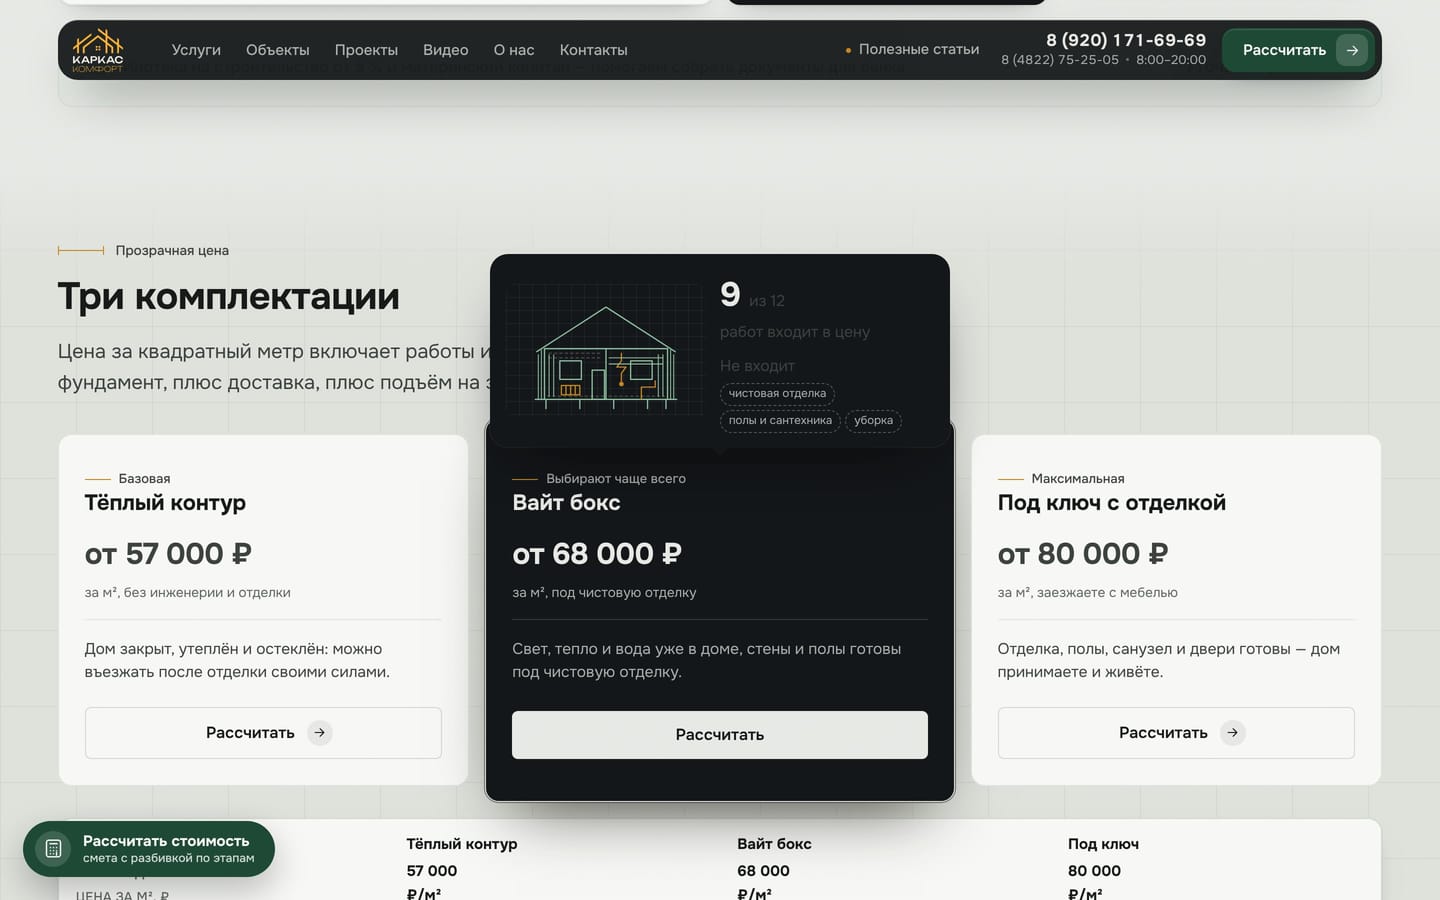 КАРКАС
КОМФОРТ
Услуги
Объекты
Проекты
Видео
О нас
Контакты
Полезные статьи
8 (920) 171-69-69
8 (4822) 75-25-05 • 8:00–20:00
Рассчитать
Прозрачная цена
Три комплектации
Цена за квадратный метр включает работы и
фундамент, плюс доставка, плюс подъём на
9 из 12
работ входит в цену
Не входит
чистовая отделка
полы и сантехника
уборка
Базовая
Тёплый контур
от 57 000 ₽
за м², без инженерии и отделки
Дом закрыт, утеплён и остеклён: можно
въезжать после отделки своими силами.
Рассчитать
Выбирают чаще всего
Вайт бокс
от 68 000 ₽
за м², под чистовую отделку
Свет, тепло и вода уже в доме, стены и полы готовы
под чистовую отделку.
Рассчитать
Максимальная
Под ключ с отделкой
от 80 000 ₽
за м², заезжаете с мебелью
Отделка, полы, санузел и двери готовы — дом
принимаете и живёте.
Рассчитать
Рассчитать стоимость
смета с разбивкой по этапам
Тёплый контур
Вайт бокс
Под ключ
57 000
68 000
80 000
ЦЕНА ЗА М², ₽
₽/м²
₽/м²
₽/м²